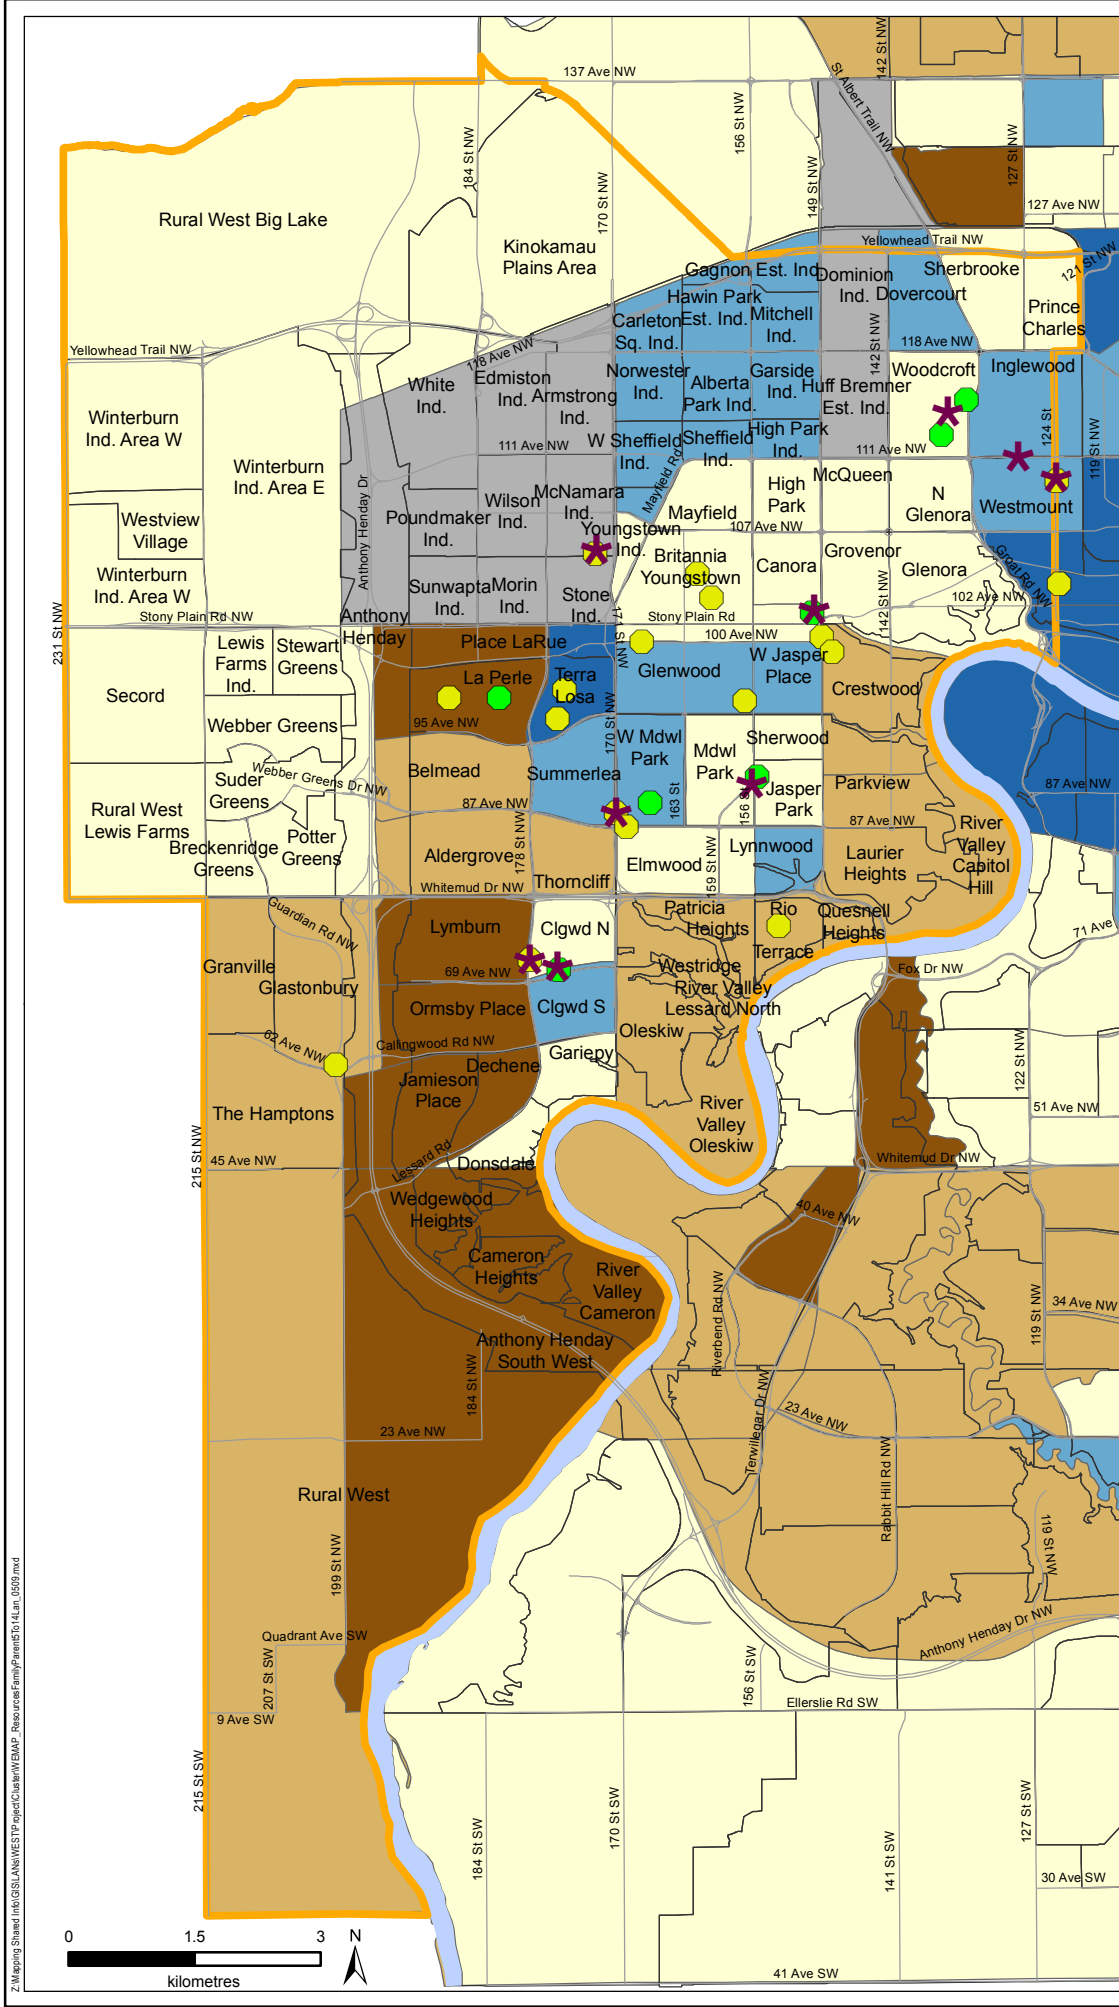 137 Ave NW
142 St NW
St Albert Trail NW
184 St NW
156 St NW
170 St NW
149 St NW
127 St NW
127 Ave NW
Rural West Big Lake
Kinokamau
Plains Area
Yellowhead Trail NW
121 St NW
Gagnon Est. Ind.
Dominion
Ind.
Sherbrooke
Dovercourt
Hawin Park
Est. Ind.
Mitchell
Ind.
Prince
Charles
Carleton
Sq. Ind.
Yellowhead Trail NW
118 Ave NW
118 Ave NW
142 St NW
Woodcroft
Inglewood
White
Ind.
Edmiston
Ind.
Armstrong
Ind.
Norwester
Ind.
Alberta
Park Ind.
Garside
Ind.
Huff Bremner
Est. Ind.
Winterburn
Ind. Area W
124 St
119 St NW
111 Ave NW
W Sheffield
Ind.
Sheffield
Ind.
High Park
Ind.
111 Ave NW
Winterburn
Ind. Area E
Anthony Henday Dr
Mayfield Rd
McQueen
High
Park
N
Glenora
Westmount
Wilson
Ind.
McNamara
Ind.
Mayfield
107 Ave NW
Westview
Village
Poundmaker
Ind.
Youngstown
Ind.
Britannia
Youngstown
Canora
Grovenor
Glenora
Groat Rd NW
Winterburn
Ind. Area W
Sunwapta
Ind.
Morin
Ind.
Stone
Ind.
142 St NW
102 Ave NW
231 St NW
Stony Plain Rd NW
Anthony
Henday
Stony Plain Rd
171 St NW
100 Ave NW
Lewis
Farms
Ind.
Stewart
Greens
Place LaRue
La Perle
Terra
Losa
Glenwood
W Jasper
Place
Crestwood
Secord
Webber Greens
95 Ave NW
170 St NW
W Mdwl
Park
Mdwl
Park
Sherwood
Webber Greens Dr NW
Suder
Greens
Belmead
Summerlea
Parkview
87 Ave NW
Rural West
Lewis Farms
87 Ave NW
163 St
156 St
Jasper
Park
87 Ave NW
River
Valley
Capitol
Hill
Breckenridge
Greens
Potter
Greens
Aldergrove
178 St NW
Thorncliff
Elmwood
159 St NW
Lynnwood
Laurier
Heights
Whitemud Dr NW
Guardian Rd NW
Lymburn
Clgwd N
Patricia
Heights
Rio
Terrace
Quesnell
Heights
71 Ave
Granville
Glastonbury
69 Ave NW
Westridge
River Valley
Lessard North
Fox Dr NW
Ormsby Place
Clgwd S
Oleskiw
62 Ave NW
Callingwood Rd NW
Gariepy
Dechene
122 St NW
Jamieson
Place
The Hamptons
River
Valley
Oleskiw
51 Ave NW
215 St NW
45 Ave NW
Lessard Rd
Donsdale
Whitemud Dr NW
Wedgewood
Heights
40 Ave NW
Cameron
Heights
River
Valley
Cameron
Riverbend Rd NW
119 St NW
34 Ave NW
Anthony Henday
South West
184 St NW
23 Ave NW
Terwillegar Dr NW
23 Ave NW
Rabbit Hill Rd NW
Rural West
119 St NW
199 St NW
Quadrant Ave SW
207 St SW
9 Ave SW
Anthony Henday Dr NW
156 St SW
Ellerslie Rd SW
215 St SW
184 St SW
170 St SW
141 St SW
127 St SW
30 Ave SW
41 Ave SW
0 1.5 3
kilometres
N